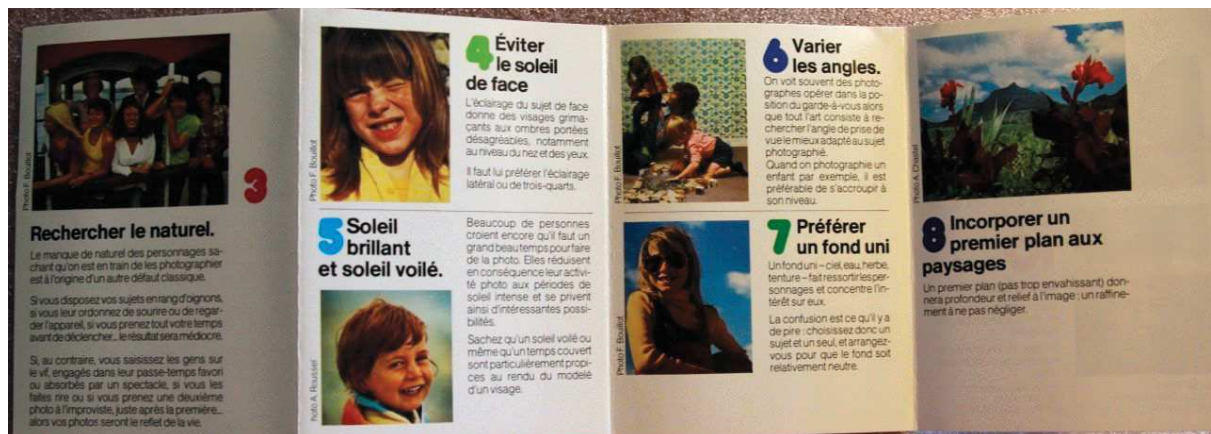 Photo F. Bouillot
3
Rechercher le naturel.
Le manque de naturel des personnages sa-
chant qu'on est en train de les photographier
est à l'origine d'un autre défaut classique.
Si vous disposez vos sujets en rang d'oignons,
si vous leur ordonnez de sourire ou de regar-
der l'appareil, si vous prenez tout votre temps
avant de déclencher... le résultat sera médiocre.
Si, au contraire, vous saisissez les gens sur
le vif, engagés dans leur passe-temps favori
ou absorbés par un spectacle, si vous les
faites rire ou si vous prenez une deuxième
photo à l'improviste, juste après la première...
alors vos photos seront le reflet de la vie.
Photo F. Bouillot
4 Éviter
le soleil
de face
L'éclairage du sujet de face
donne des visages grima-
çants aux ombres portées
désagréables, notamment
au niveau du nez et des yeux.
Il faut lui préférer l'éclairage
latéral ou de trois-quarts.
5 Soleil
brillant
et soleil voilé.
Photo A. Roussel
Beaucoup de personnes
croient encore qu'il faut un
grand beau temps pour faire
de la photo. Elles réduisent
en conséquence leur activi-
té photo aux périodes de
soleil intense et se privent
ainsi d'intéressantes possi-
bilités.
Sachez qu'un soleil voilé ou
même qu'un temps couvert
sont particulièrement propi-
ces au rendu du modelé
d'un visage.
Photo F. Bouillot
6 Varier
les angles.
On voit souvent des photo-
graphes opérer dans la po-
sition du garde-à-vous alors
que tout l'art consiste à re-
chercher l'angle de prise de
vue le mieux adapté au sujet
photographié.
Quand on photographie un
enfant par exemple, il est
préférable de s'accroupir à
son niveau.
Photo F. Bouillot
7 Préférer
un fond uni
Un fond uni – ciel, eau, herbe,
tenture – fait ressortir les per-
sonnages et concentre l'in-
térêt sur eux.
La confusion est ce qu'il y a
de pire : choisissez donc un
sujet et un seul, et arrangez-
vous pour que le fond soit
relativement neutre.
Photo A. Chastel
8 Incorporer un
premier plan aux
paysages
Un premier plan (pas trop envahissant) don-
nera profondeur et relief à l'image : un raffine-
ment à ne pas négliger.